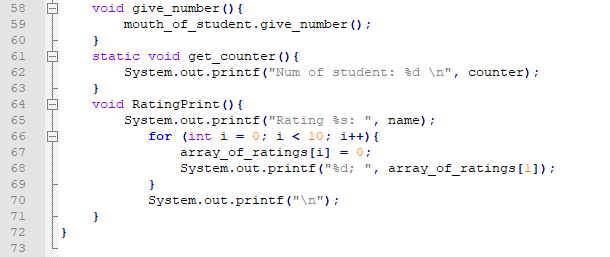 58 void give_number(){
59 mouth_of_student.give_number();
60 }
61 static void get_counter(){
62 System.out.printf("Num of student: %d \n", counter);
63 }
64 void RatingPrint(){
65 System.out.printf("Rating %s: ", name);
66 for (int i = 0; i < 10; i++){
67 array_of_ratings[i] = 0;
68 System.out.printf("%d; ", array_of_ratings[1]);
69 }
70 System.out.printf("\n");
71 }
72 }
73